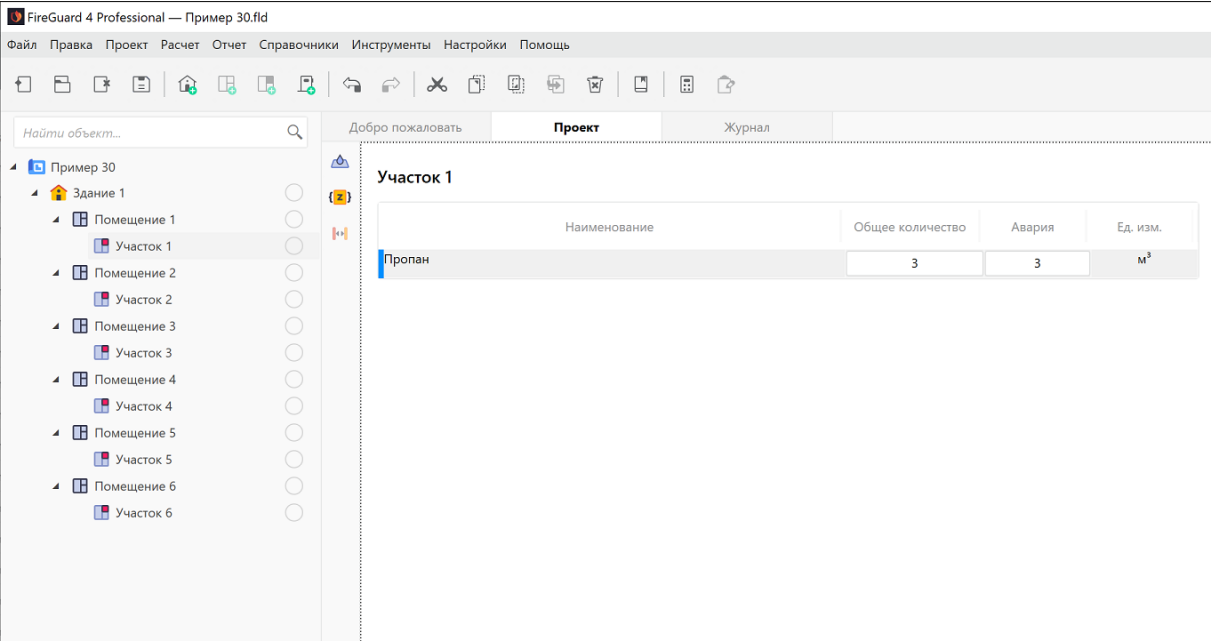 FireGuard 4 Professional — Пример 30.fld
Файл Правка Проект Расчет Отчет Справочники Инструменты Настройки Помощь
Найти объект...
Добро пожаловать Проект Журнал
Пример 30
Здание 1
Помещение 1
Участок 1
Помещение 2
Участок 2
Помещение 3
Участок 3
Помещение 4
Участок 4
Помещение 5
Участок 5
Помещение 6
Участок 6
{z}
Участок 1
Наименование Общее количество Авария Ед. изм.
Пропан 3 3 м³